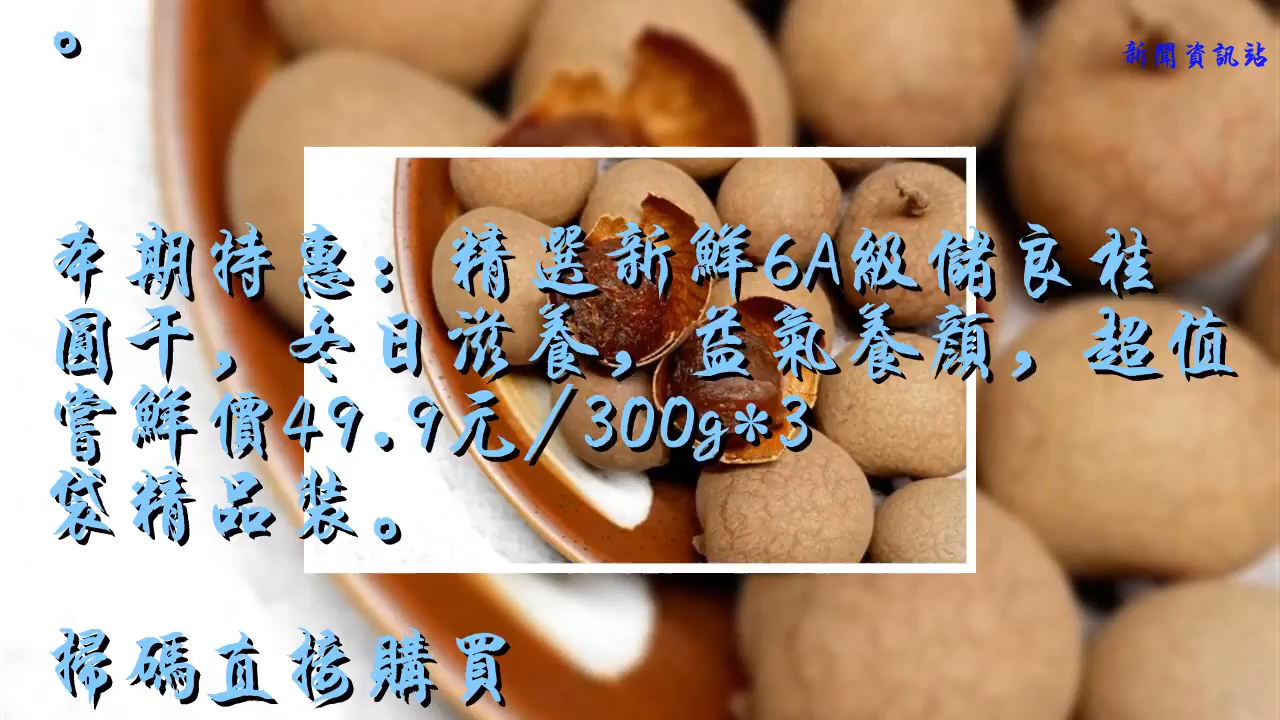 。
新聞資訊站
本期特惠：精選新鮮6A級儲良桂
圓干，冬日滋養，益氣養顏，超值
嘗鮮價49.9元/300g*3
袋精品裝。
掃碼直接購買